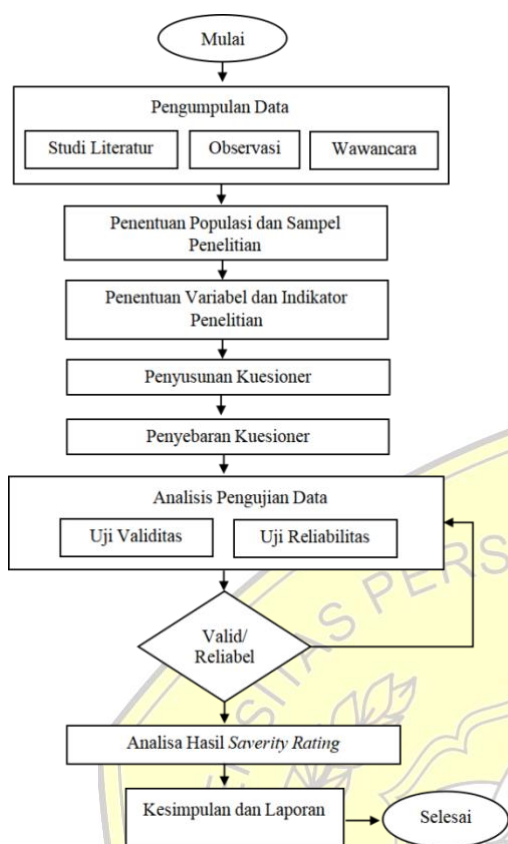 Mulai
Pengumpulan Data
Studi Literatur
Observasi
Wawancara
Penentuan Populasi dan Sampel
Penelitian
Penentuan Variabel dan Indikator
Penelitian
Penyusunan Kuesioner
Penyebaran Kuesioner
Analisis Pengujian Data
Uji Validitas
Uji Reliabilitas
Valid/
Reliabel
Analisa Hasil Saverity Rating
Kesimpulan dan Laporan
Selesai